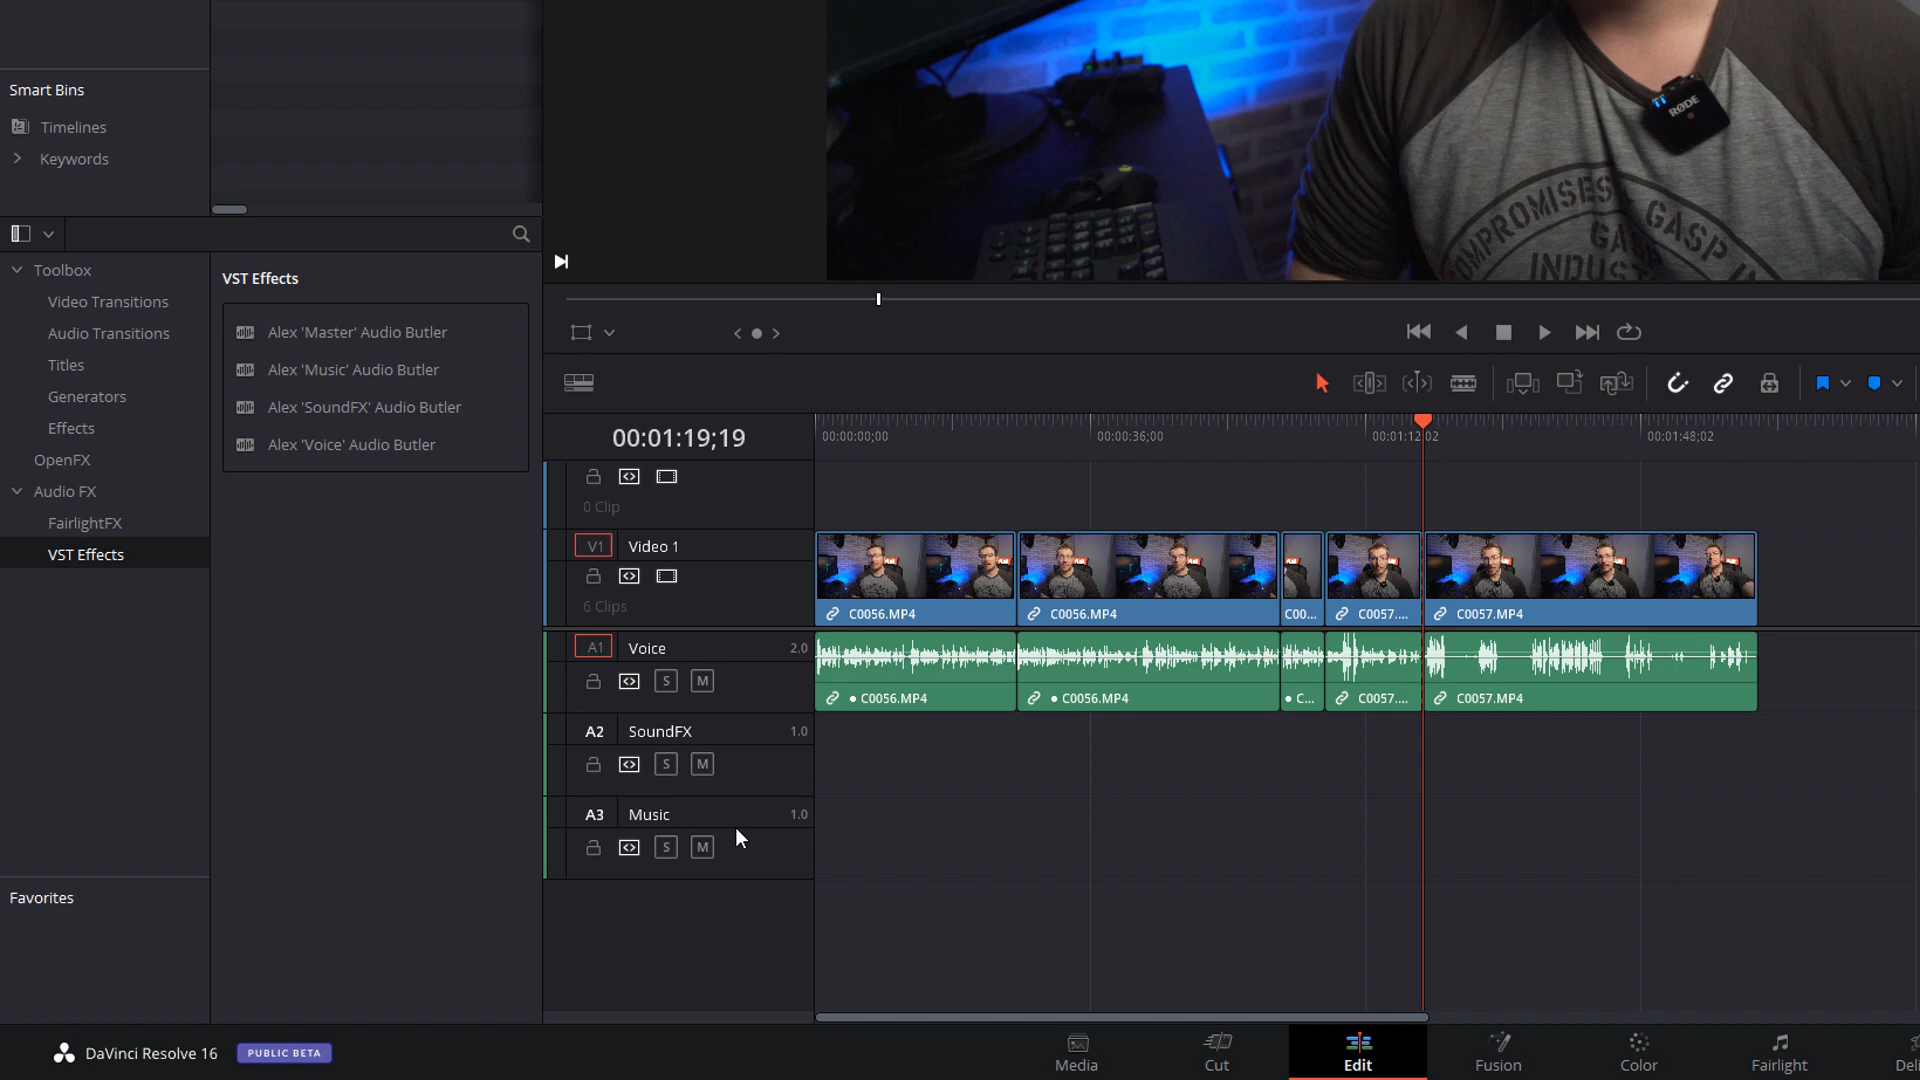 Smart Bins
Timelines
Keywords
Toolbox
Video Transitions
Audio Transitions
Titles
Generators
Effects
OpenFX
Audio FX
FairlightFX
VST Effects
Favorites
VST Effects
Alex 'Master' Audio Butler
Alex 'Music' Audio Butler
Alex 'SoundFX' Audio Butler
Alex 'Voice' Audio Butler
RØDE
COMPROMISES GASP IN
INDUST
00:01:19;19
00:00:00;00
00:00:36;00
00:01:12;02
00:01:48;02
0 Clip
V1 Video 1
6 Clips
C0056.MP4
C0056.MP4
C00...
C0057....
C0057.MP4
A1 Voice 2.0
S M
• C0056.MP4
• C0056.MP4
• C...
C0057....
C0057.MP4
A2 SoundFX 1.0
S M
A3 Music 1.0
S M
DaVinci Resolve 16
PUBLIC BETA
Media
Cut
Edit
Fusion
Color
Fairlight
Deli